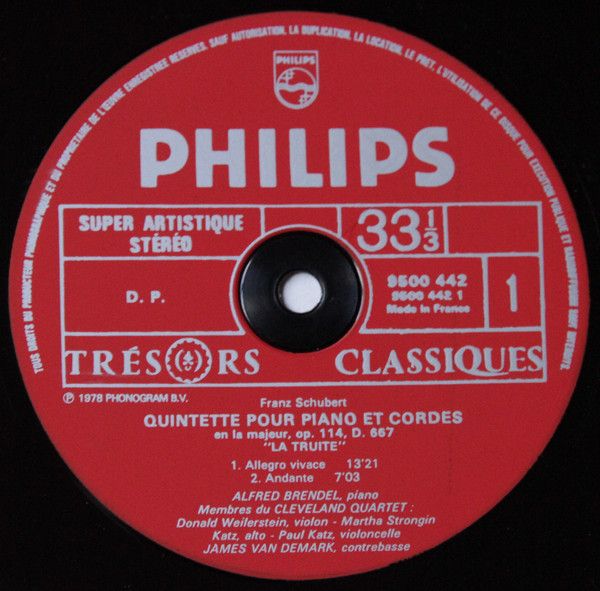 TOUS DROITS DU PRODUCTEUR PHONOGRAPHIQUE ET DU PROPRIETAIRE DE L'ŒUVRE ENREGISTREE RESERVES. SAUF AUTORISATION, LA DUPLICATION, LA LOCATION, LE PRET, L'UTILISATION DE CE DISQUE POUR EXECUTION PUBLIQUE ET RADIODIFFUSION SONT INTERDITS.
PHILIPS
PHILIPS
SUPER ARTISTIQUE
STÉRÉO
33 1/3
D. P.
9500 442
9500 442 1
Made in France
1
TRÉSORS CLASSIQUES
℗ 1978 PHONOGRAM B.V.
Franz Schubert
QUINTETTE POUR PIANO ET CORDES
en la majeur, op. 114, D. 667
"LA TRUITE"
1. Allegro vivace 13'21
2. Andante 7'03
ALFRED BRENDEL, piano
Membres du CLEVELAND QUARTET :
Donald Weilerstein, violon - Martha Strongin
Katz, alto - Paul Katz, violoncelle
JAMES VAN DEMARK, contrebasse